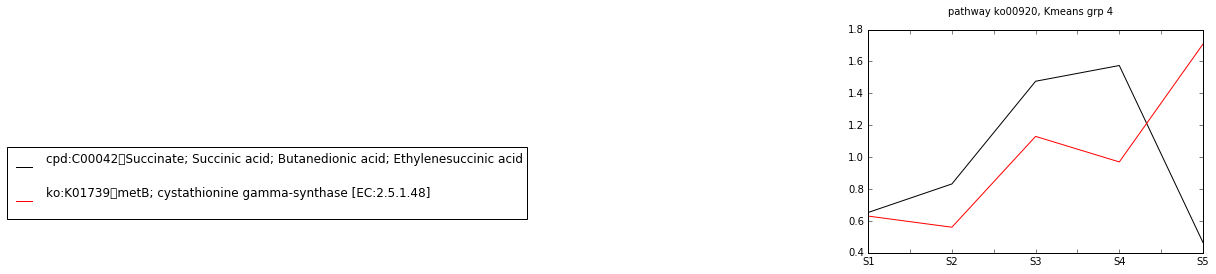 pathway ko00920, Kmeans grp 4
1.8
1.6
1.4
1.2
1.0
0.8
0.6
0.4
S1 S2 S3 S4 S5
cpd:C00042▯Succinate; Succinic acid; Butanedionic acid; Ethylenesuccinic acid
ko:K01739▯metB; cystathionine gamma-synthase [EC:2.5.1.48]